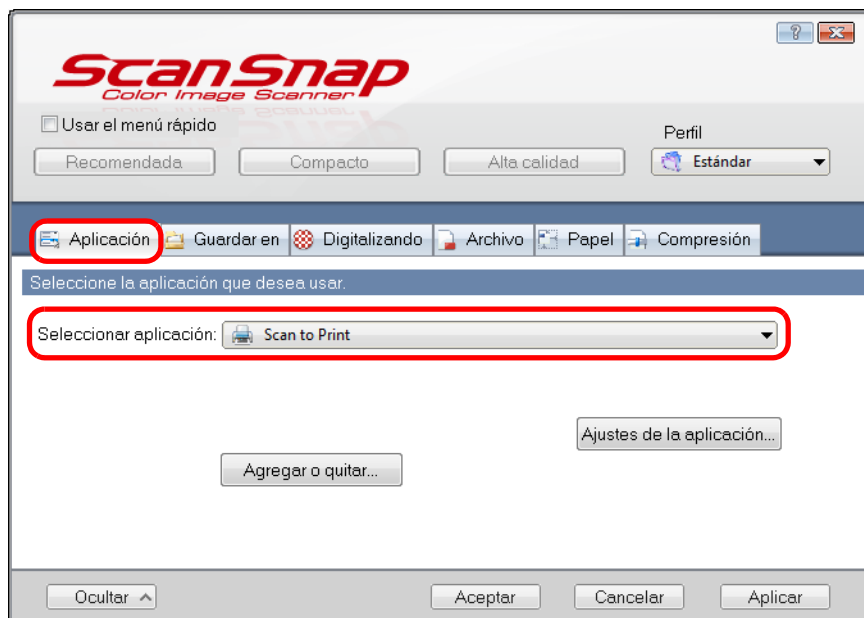 ScanSnap
Color Image Scanner
Usar el menú rápido
Perfil
Recomendada Compacto Alta calidad Estándar
Aplicación Guardar en Digitalizando Archivo Papel Compresión
Seleccione la aplicación que desea usar.
Seleccionar aplicación: Scan to Print
Ajustes de la aplicación...
Agregar o quitar...
Ocultar Aceptar Cancelar Aplicar